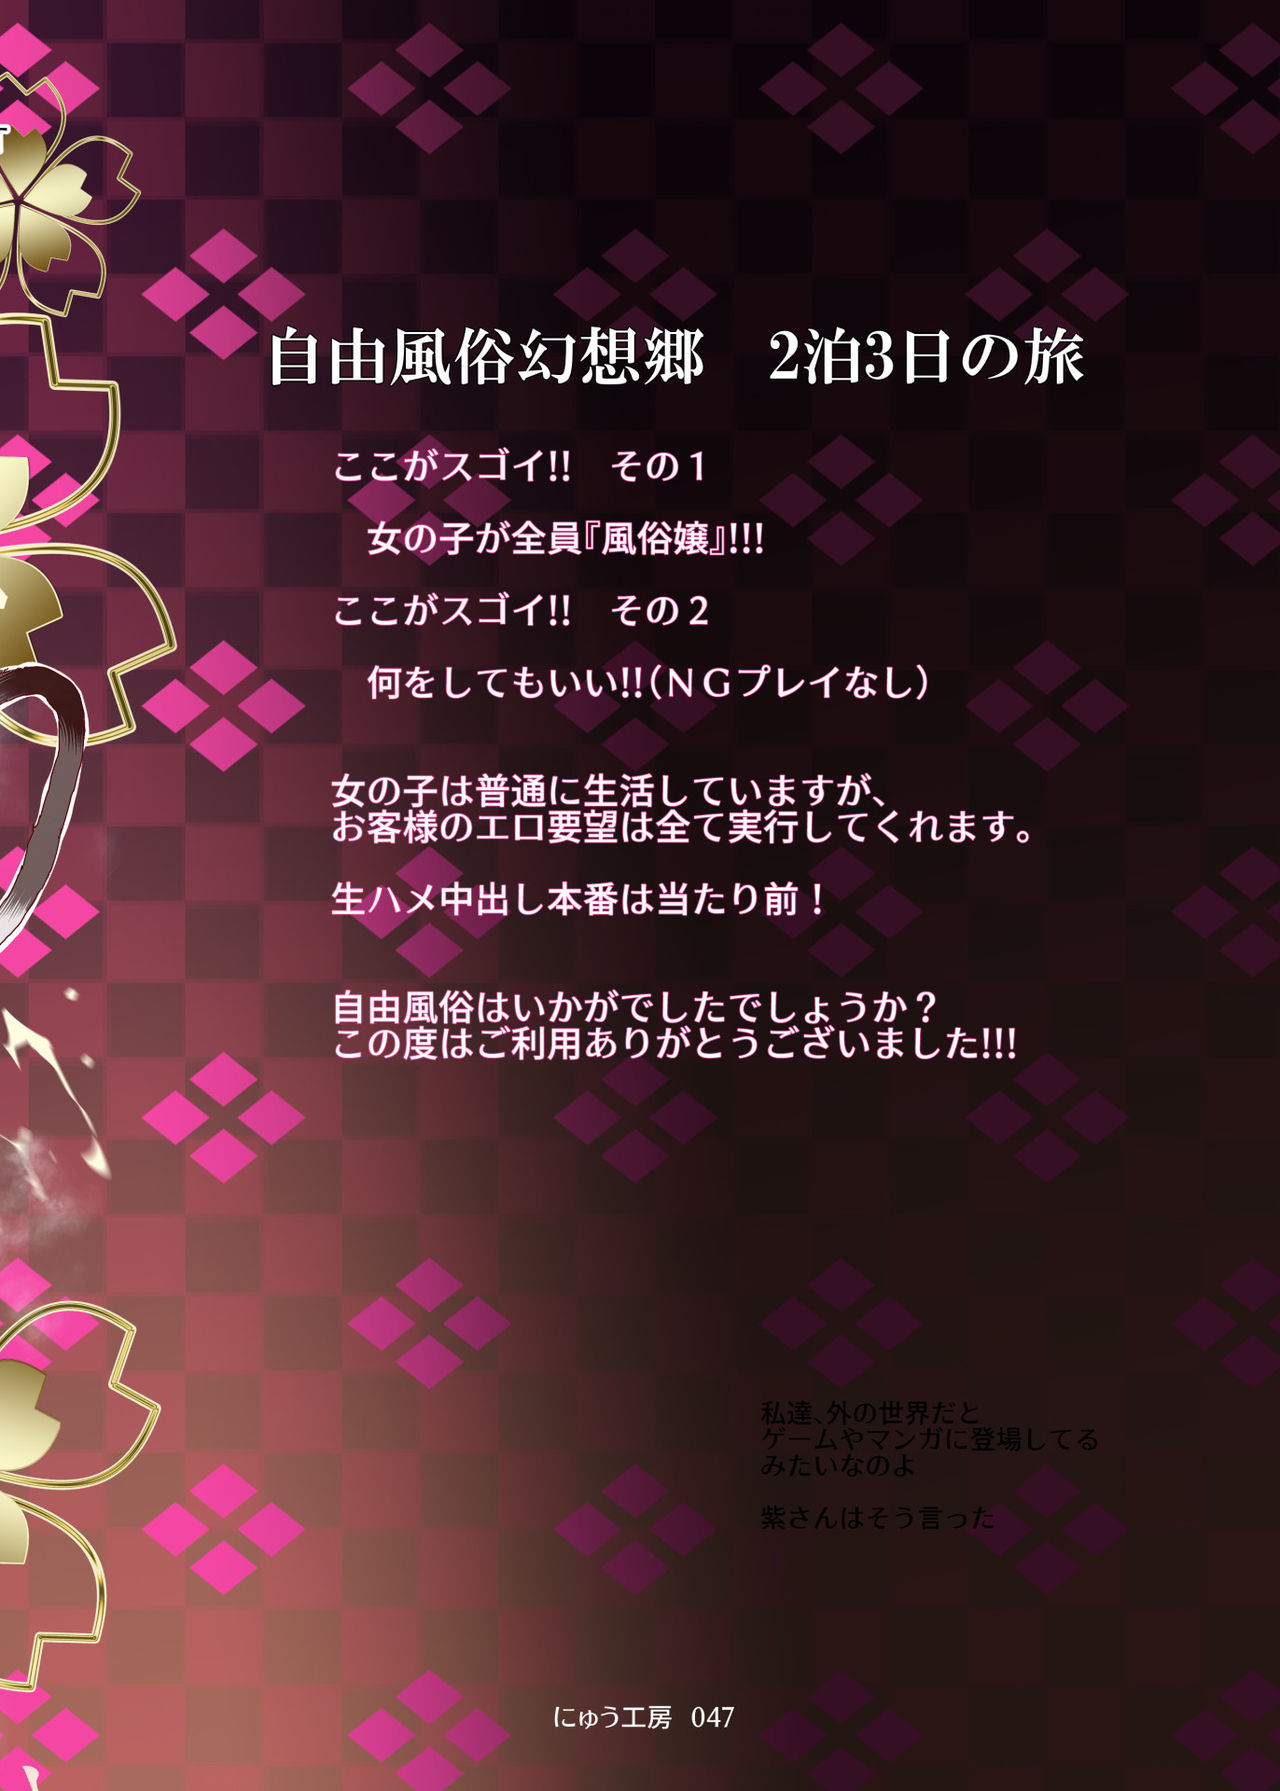 自由風俗幻想郷　2泊3日の旅
ここがスゴイ!!　その１
女の子が全員『風俗嬢』!!!
ここがスゴイ!!　その２
何をしてもいい!!（ＮＧプレイなし）
女の子は普通に生活していますが、
お客様のエロ要望は全て実行してくれます。
生ハメ中出し本番は当たり前！
自由風俗はいかがでしたでしょうか？
この度はご利用ありがとうございました!!!
私達、外の世界だと
ゲームやマンガに登場してる
みたいなのよ
紫さんはそう言った
にゅう工房　047